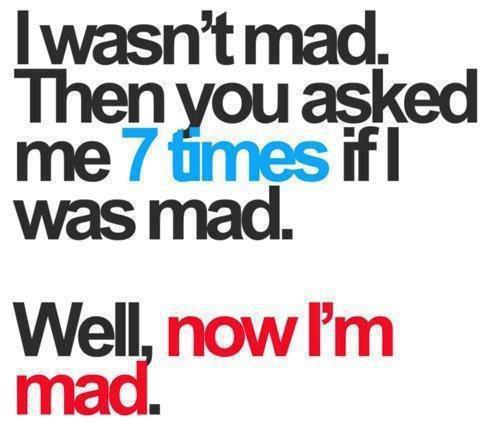 I wasn't mad.
Then you asked
me 7 times if I
was mad.
Well, now I'm
mad.